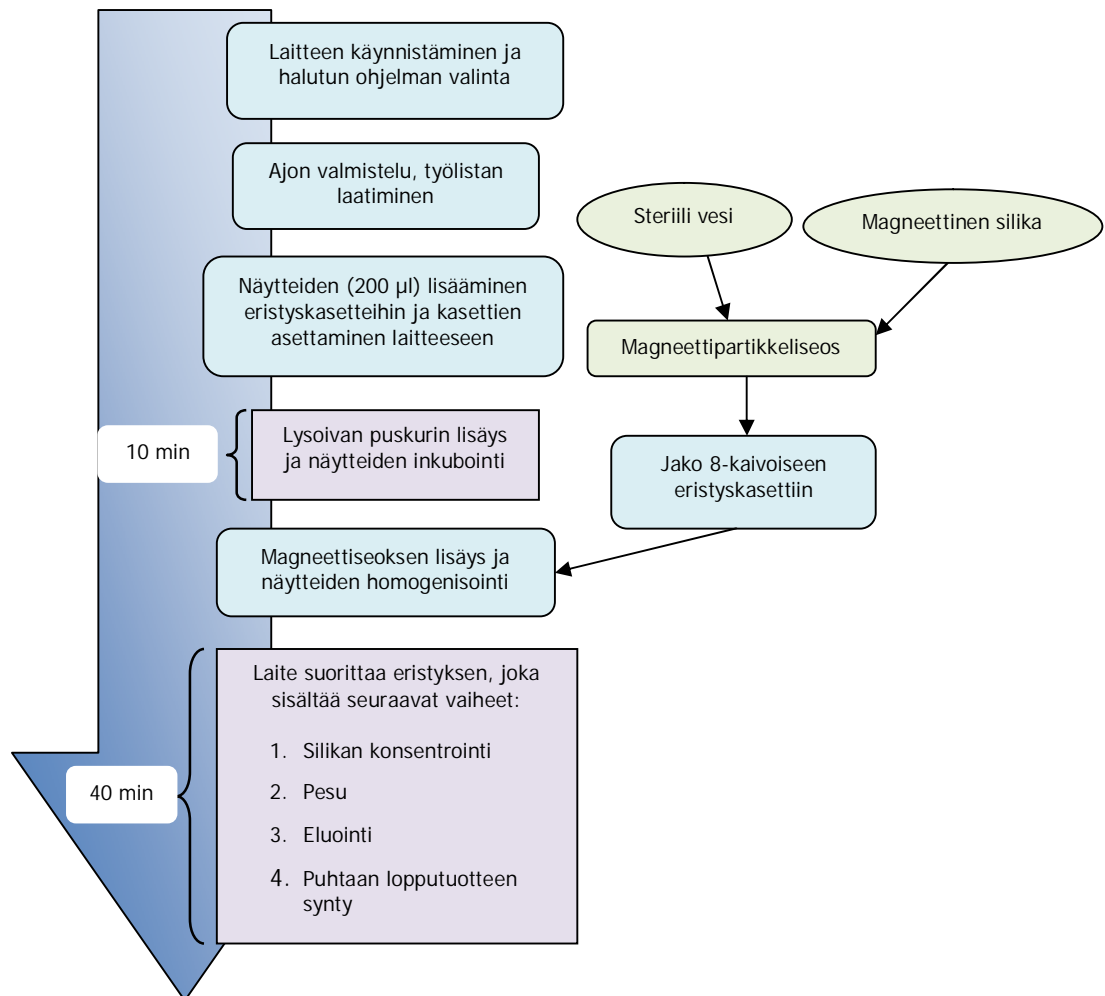 Laitteen käynnistäminen ja
halutun ohjelman valinta
Ajon valmistelu, työlistan
laatiminen
Steriili vesi
Magneettinen silika
Näytteiden (200 µl) lisääminen
eristyskasetteihin ja kasettien
asettaminen laitteeseen
Magneettipartikkeliseos
10 min
Lysoivan puskurin lisäys
ja näytteiden inkubointi
Jako 8-kaivoiseen
eristyskasettiin
Magneettiseoksen lisäys ja
näytteiden homogenisointi
40 min
Laite suorittaa eristyksen, joka
sisältää seuraavat vaiheet:
1. Silikan konsentrointi
2. Pesu
3. Eluointi
4. Puhtaan lopputuotteen
synty